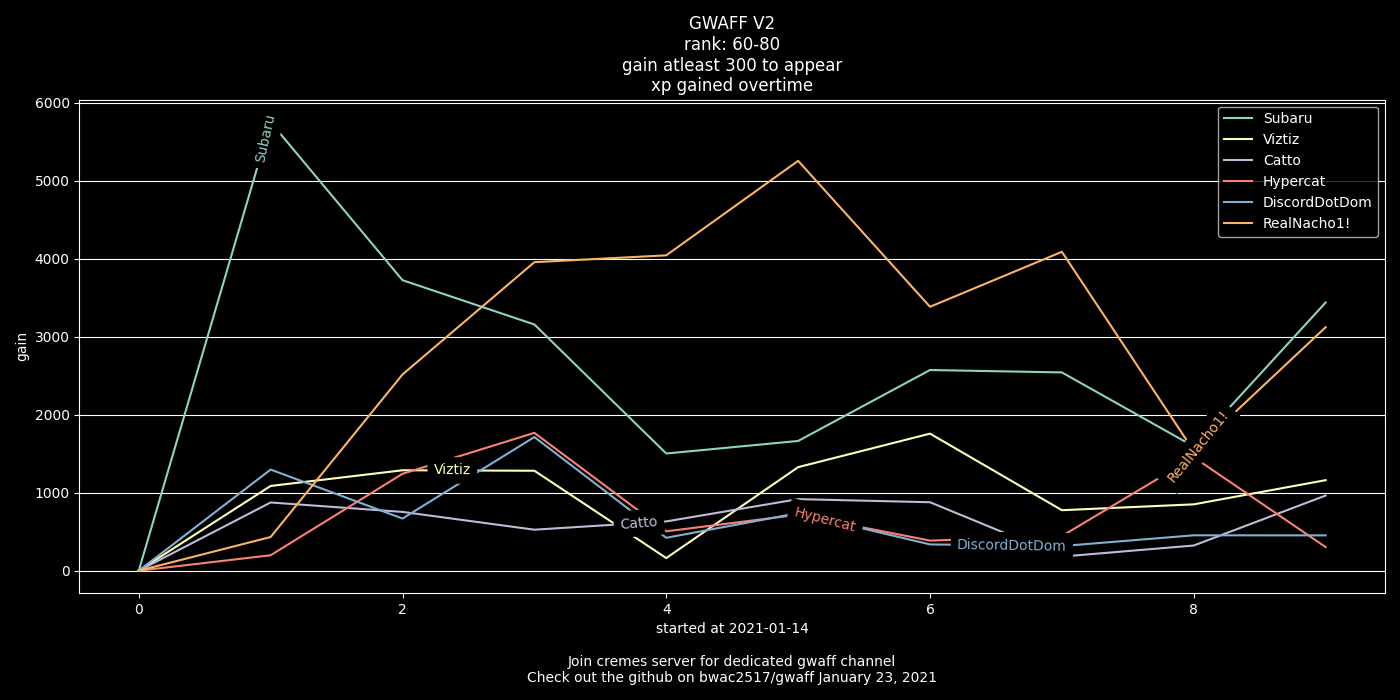 GWAFF V2
rank: 60-80
gain atleast 300 to appear
xp gained overtime
6000
5000
4000
3000
2000
1000
0
gain
Subaru
Viztiz
Catto
Hypercat
DiscordDotDom
RealNacho1!
Subaru
Viztiz
Catto
Hypercat
DiscordDotDom
RealNacho1!
0 2 4 6 8
started at 2021-01-14
Join cremes server for dedicated gwaff channel
Check out the github on bwac2517/gwaff January 23, 2021